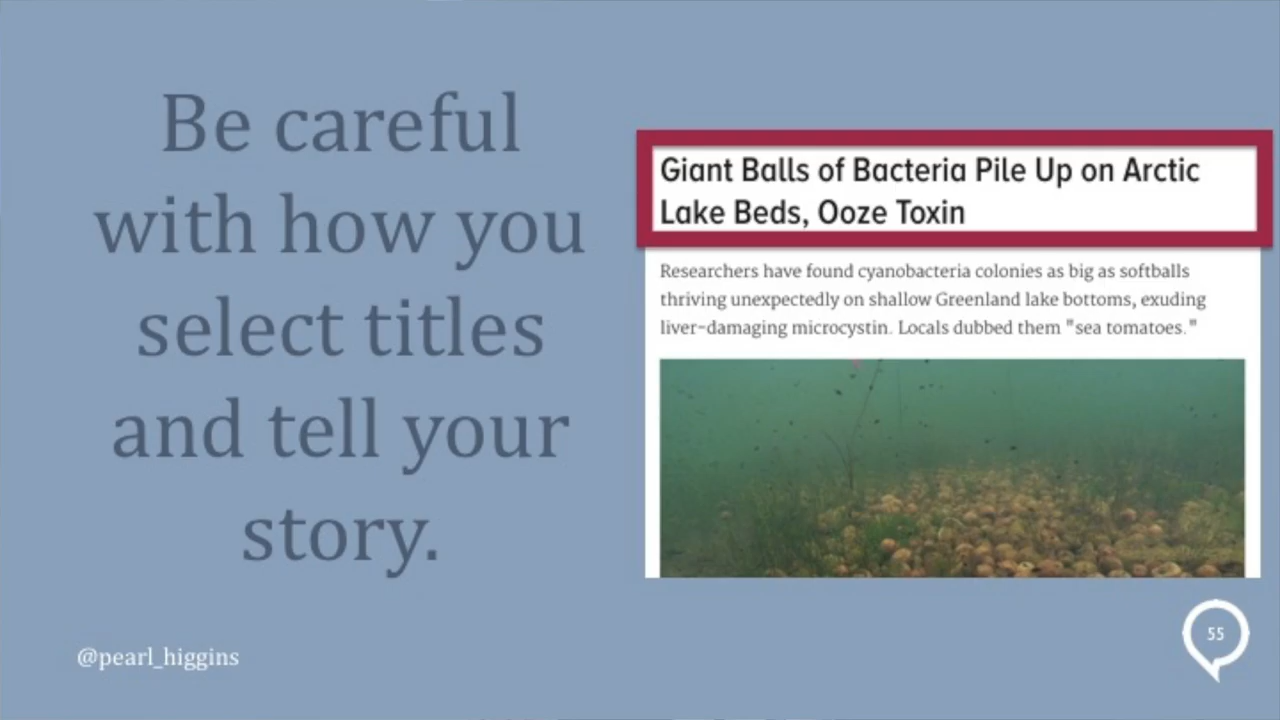 Be careful
with how you
select titles
and tell your
story.
Giant Balls of Bacteria Pile Up on Arctic
Lake Beds, Ooze Toxin
Researchers have found cyanobacteria colonies as big as softballs
thriving unexpectedly on shallow Greenland lake bottoms, exuding
liver-damaging microcystin. Locals dubbed them "sea tomatoes."
@pearl_higgins
55